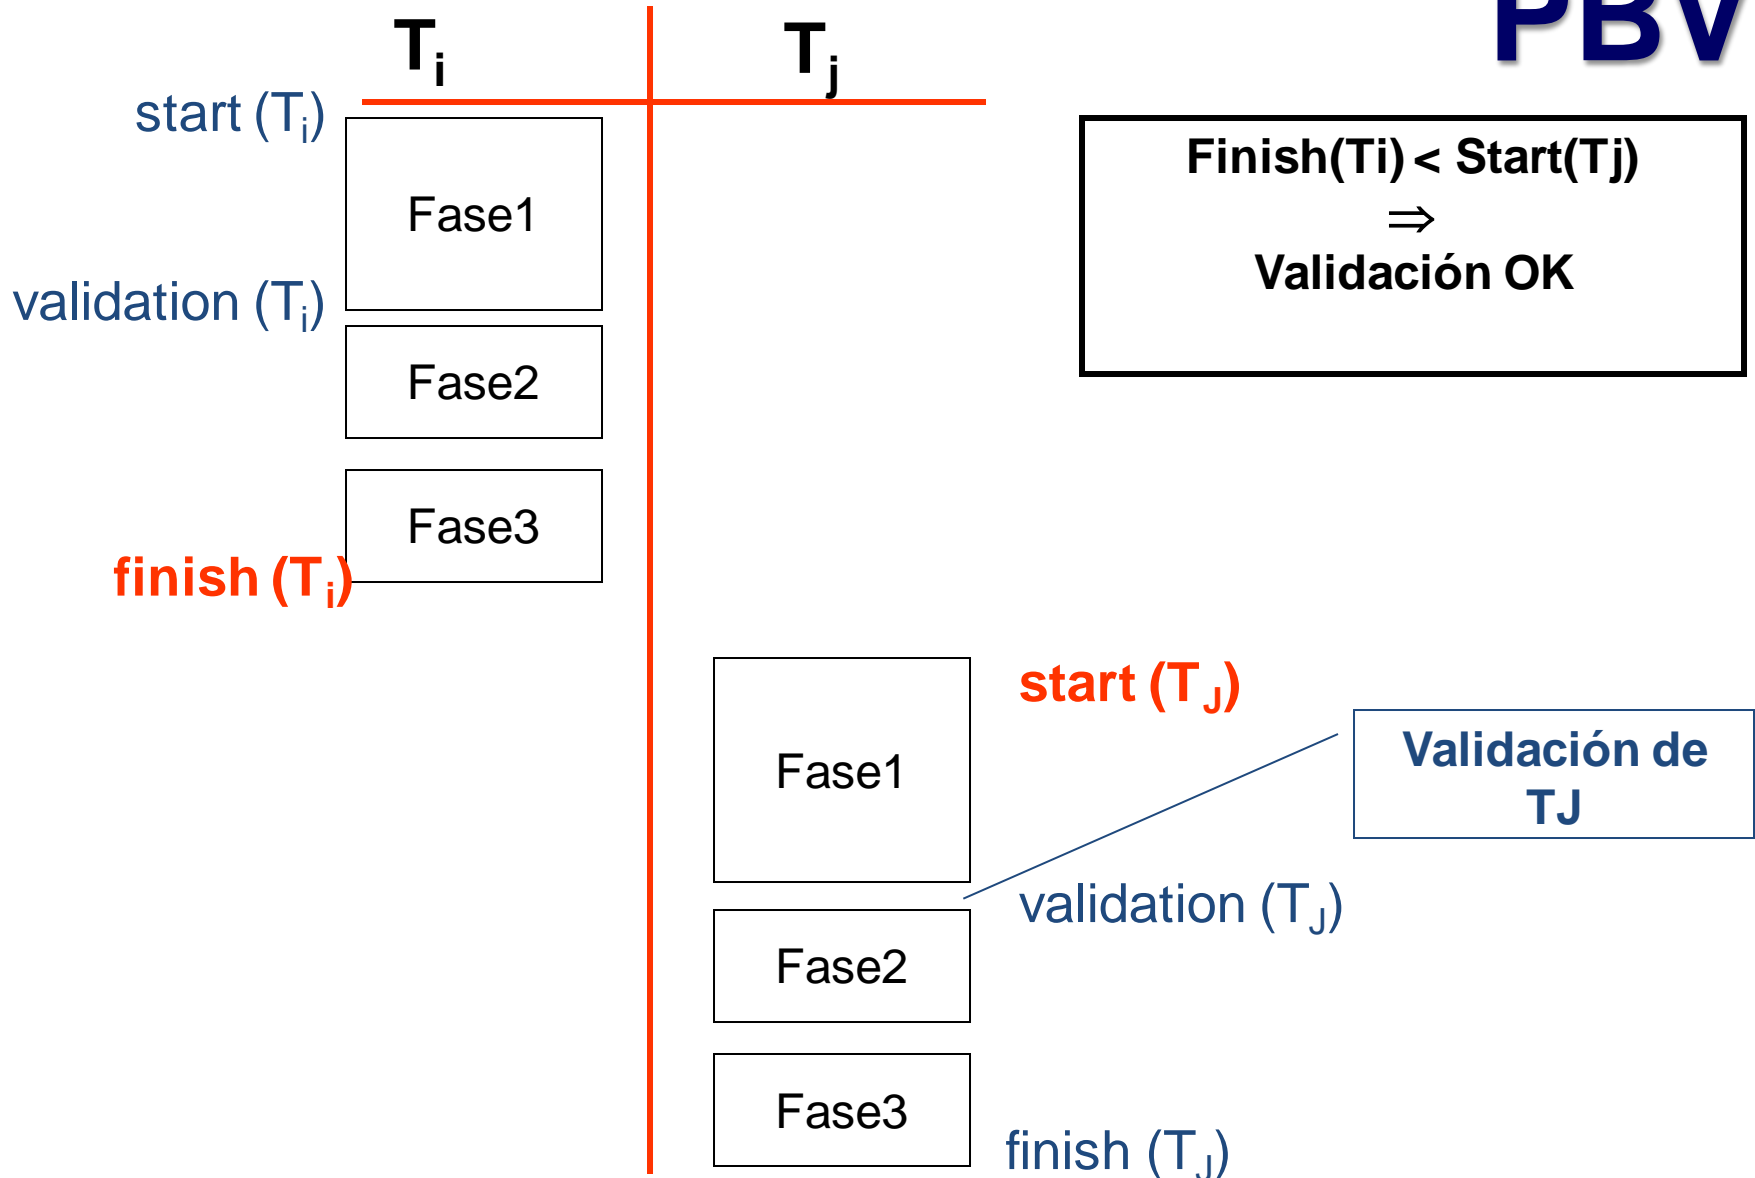 PBV
Ti Tj
start (Ti)
Finish(Ti) < Start(Tj)
⇒
Validación OK
Fase1
validation (Ti)
Fase2
Fase3
finish (Ti)
start (TJ)
Validación de
TJ
Fase1
validation (TJ)
Fase2
Fase3
finish (TJ)